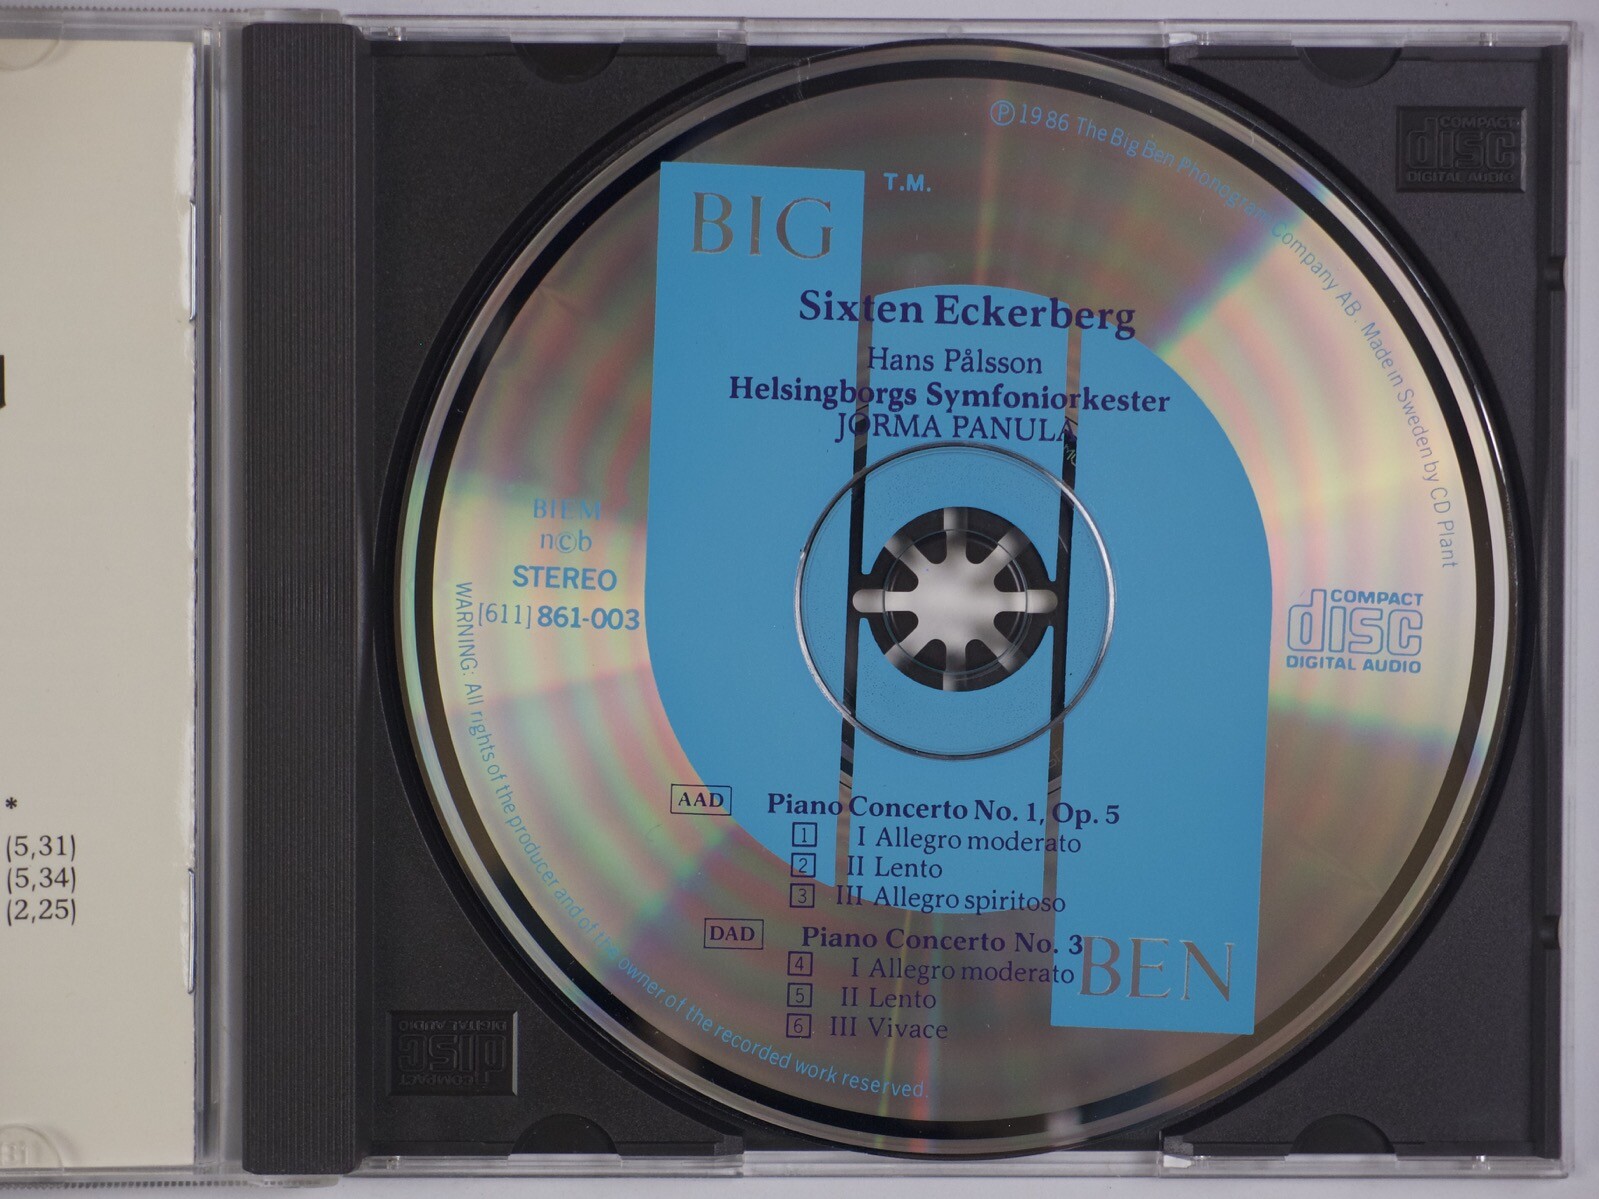 ℗ 1986 The Big Ben Phonogram Company AB. Made in Sweden by CD Plant
T.M.
BIG
Sixten Eckerberg
Hans Pålsson
Helsingborgs Symfoniorkester
JORMA PANULA
BIEM
n©b
STEREO
[611] 861-003
COMPACT
disc
DIGITAL AUDIO
AAD Piano Concerto No. 1, Op. 5
1 I Allegro moderato
2 II Lento
3 III Allegro spiritoso
DAD Piano Concerto No. 3
4 I Allegro moderato
5 II Lento
6 III Vivace
BEN
WARNING: All rights of the producer and of the owner of the recorded work reserved.
*
(5,31)
(5,34)
(2,25)
COMPACT
disc
DIGITAL AUDIO
COMPACT
disc
DIGITAL AUDIO